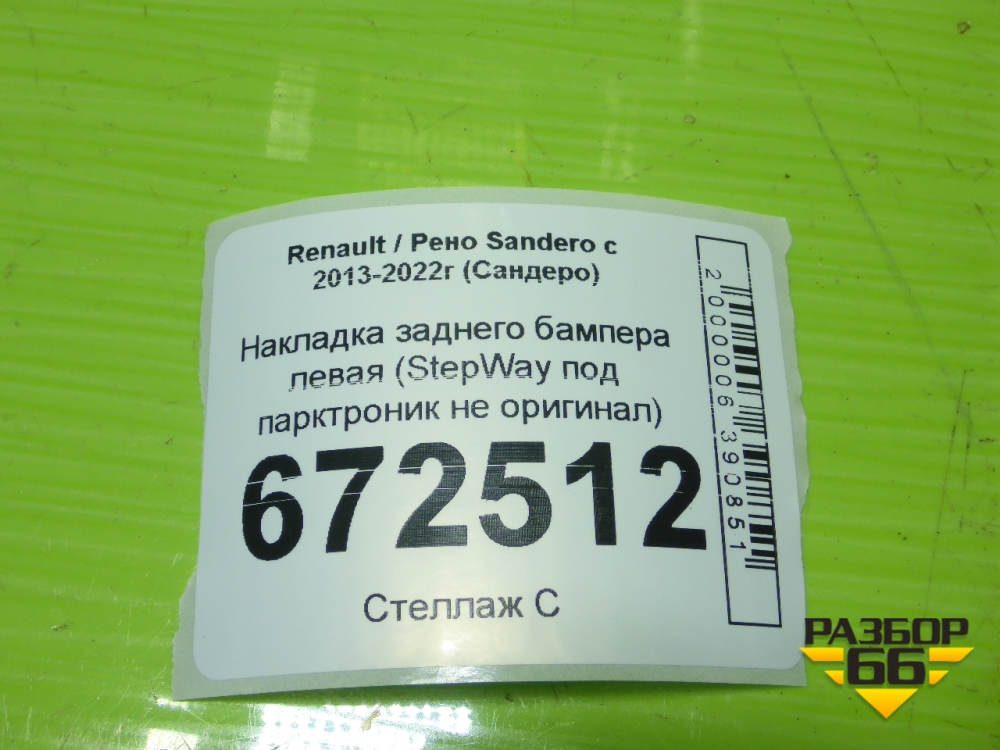 Renault / Рено Sandero с
2013-2022г (Сандеро)
Накладка заднего бампера
левая (StepWay под
парктроник не оригинал)
672512
Стеллаж С
2000006390851
РАЗБОР
66